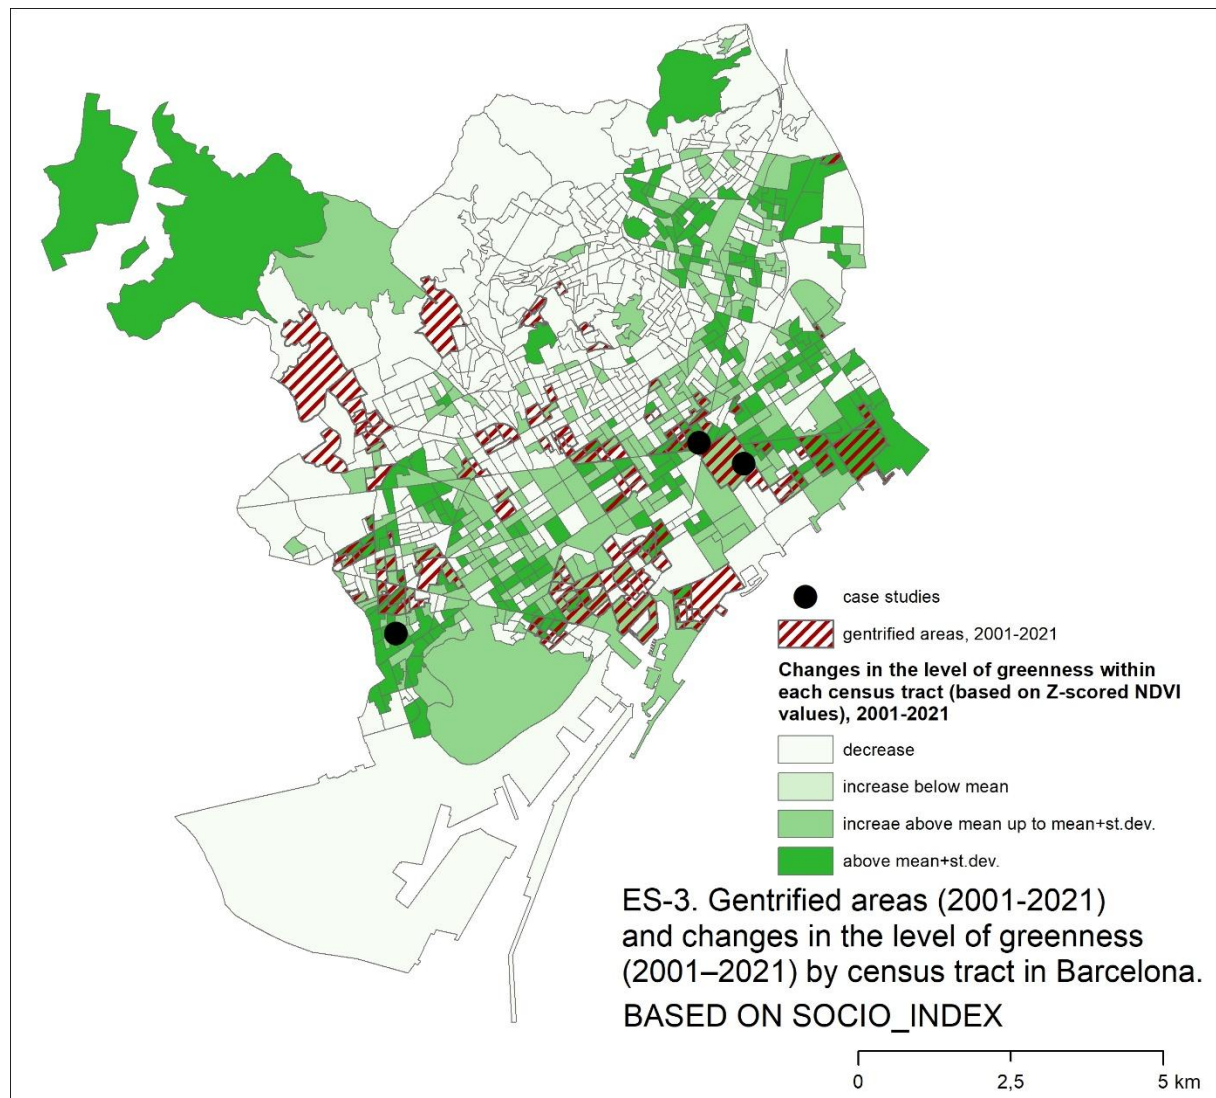 case studies
gentrified areas, 2001-2021
Changes in the level of greenness within
each census tract (based on Z-scored NDVI
values), 2001-2021
decrease
increase below mean
increae above mean up to mean+st.dev.
above mean+st.dev.
ES-3. Gentrified areas (2001-2021)
and changes in the level of greenness
(2001–2021) by census tract in Barcelona.
BASED ON SOCIO_INDEX
0 2,5 5 km